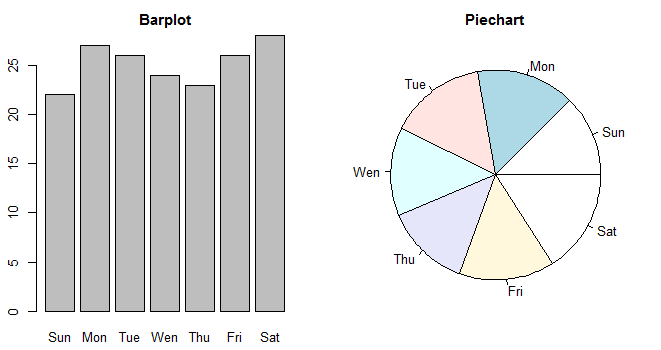 Barplot
25
20
15
10
5
0
Sun Mon Tue Wen Thu Fri Sat
Piechart
Mon
Tue
Sun
Wen
Sat
Thu
Fri